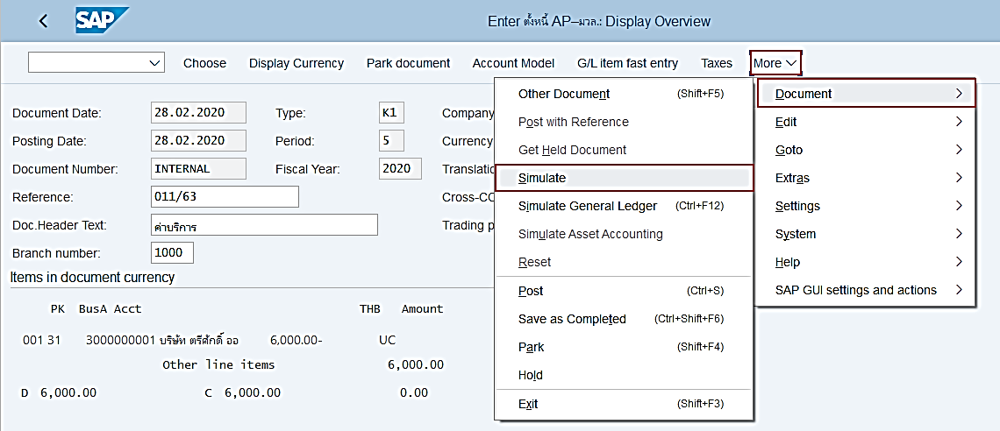 SAP Enter ตั้งหนี้ AP–มวล.: Display Overview
Choose Display Currency Park document Account Model G/L item fast entry Taxes More
Document Date: 28.02.2020 Type: K1 Company
Posting Date: 28.02.2020 Period: 5 Currency
Document Number: INTERNAL Fiscal Year: 2020 Translatio
Reference: 011/63 Cross-CC
Doc.Header Text: ค่าบริการ Trading p
Branch number: 1000
Items in document currency
PK BusA Acct THB Amount
001 31 3000000001 บริษัท ตรีศักดิ์ ออ 6,000.00- UC
Other line items 6,000.00
D 6,000.00 C 6,000.00 0.00
Other Document (Shift+F5)
Post with Reference
Get Held Document
Simulate
Simulate General Ledger (Ctrl+F12)
Simulate Asset Accounting
Reset
Post (Ctrl+S)
Save as Completed (Ctrl+Shift+F6)
Park (Shift+F4)
Hold
Exit (Shift+F3)
Document
Edit
Goto
Extras
Settings
System
Help
SAP GUI settings and actions